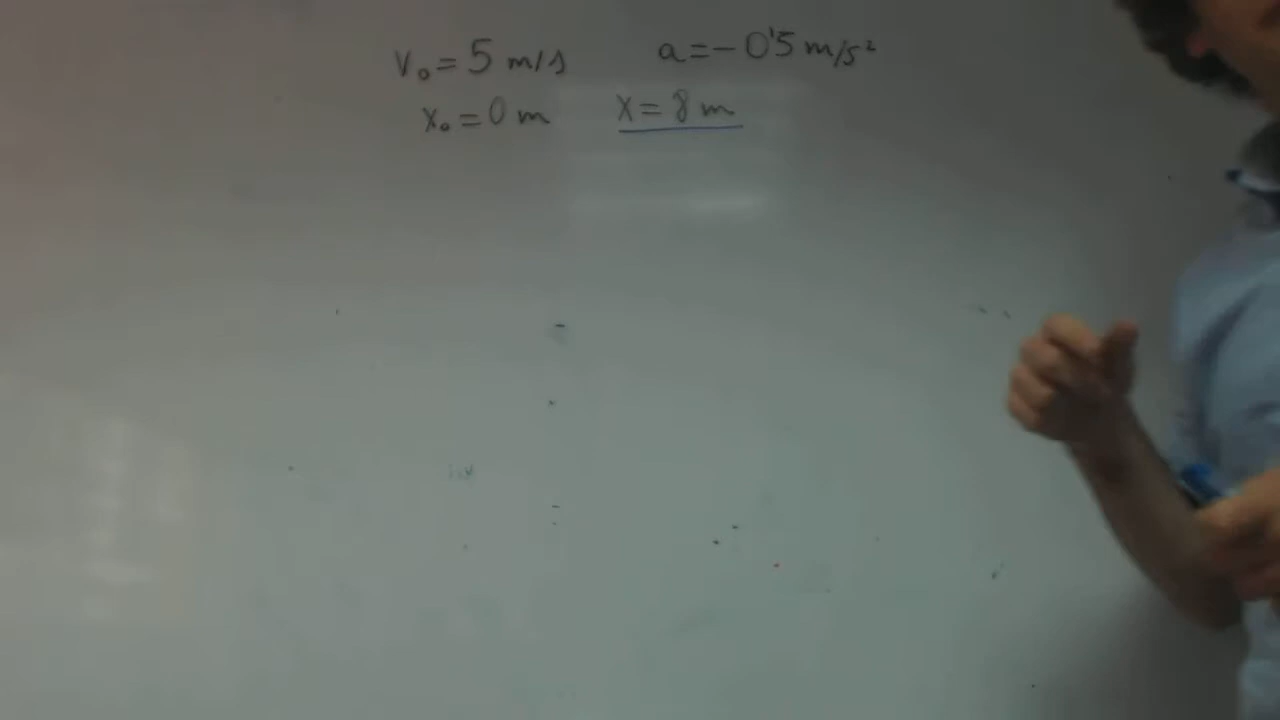 v₀ = 5 m/s a = - 0'5 m/s²
x₀ = 0 m x = 8 m